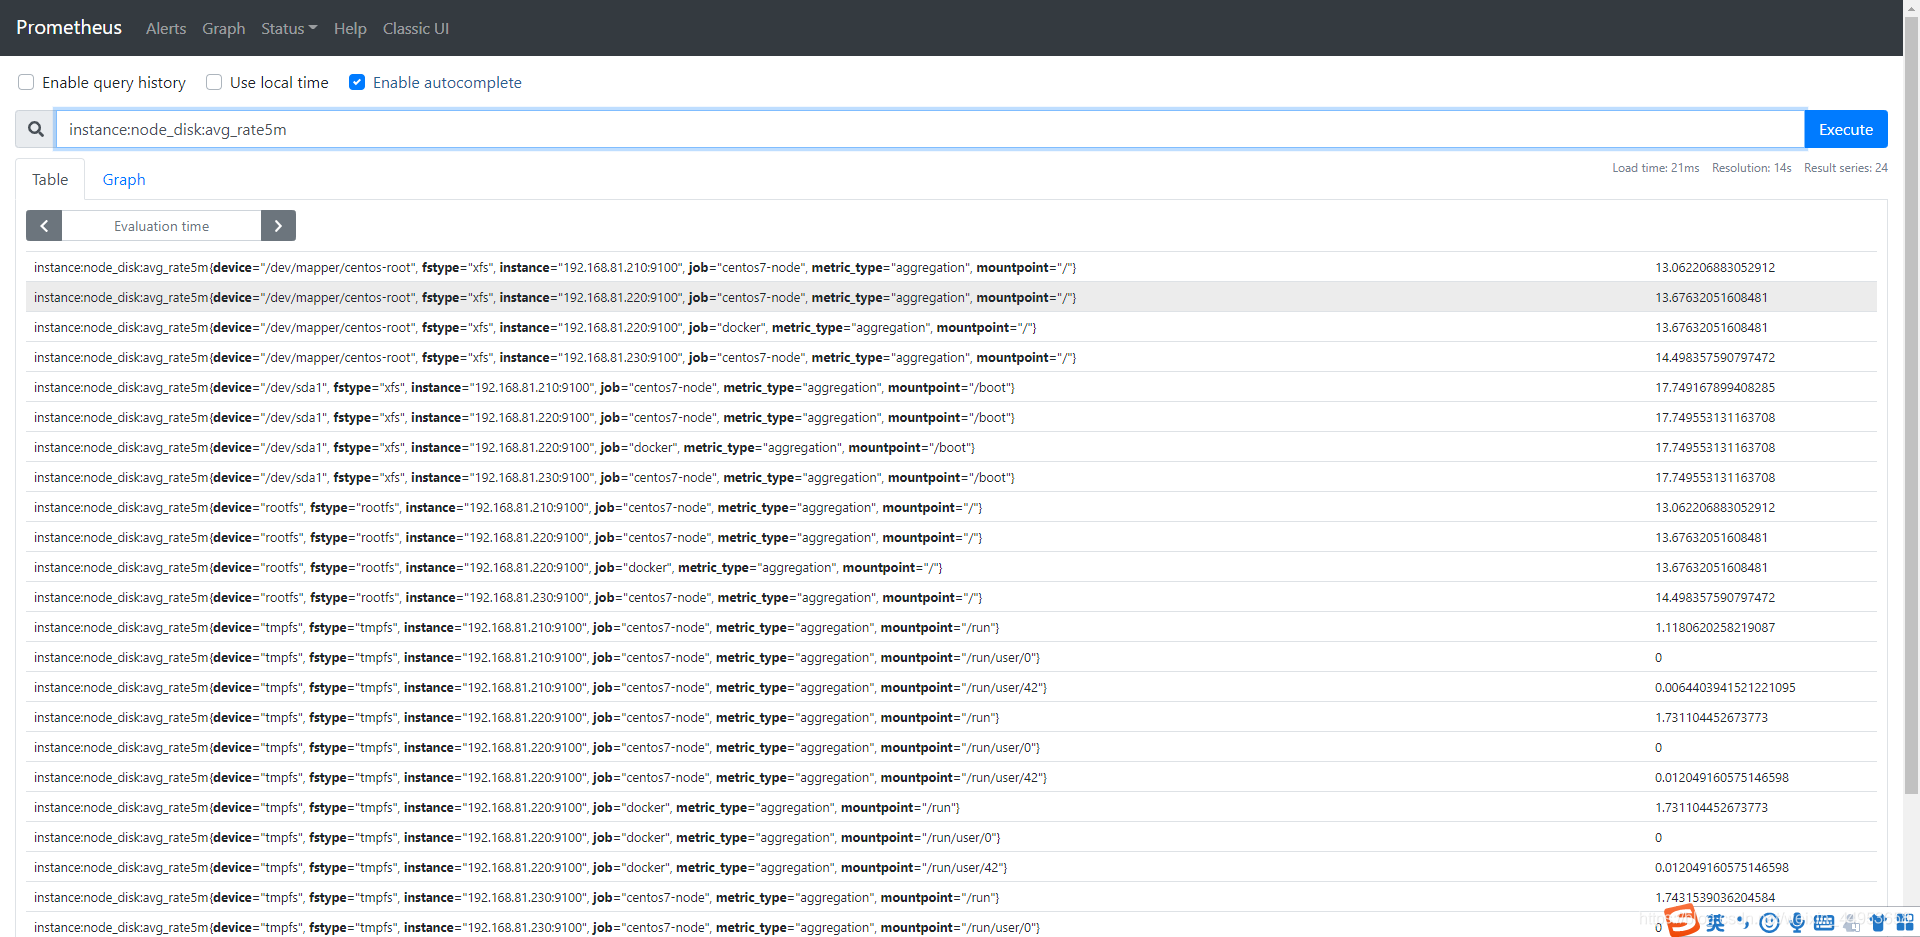 Prometheus Alerts Graph Status Help Classic UI
Enable query history Use local time Enable autocomplete
instance:node_disk:avg_rate5m Execute
Table Graph Load time: 21ms Resolution: 14s Result series: 24
Evaluation time
instance:node_disk:avg_rate5m{device="/dev/mapper/centos-root", fstype="xfs", instance="192.168.81.210:9100", job="centos7-node", metric_type="aggregation", mountpoint="/"} 13.062206883052912
instance:node_disk:avg_rate5m{device="/dev/mapper/centos-root", fstype="xfs", instance="192.168.81.220:9100", job="centos7-node", metric_type="aggregation", mountpoint="/"} 13.67632051608481
instance:node_disk:avg_rate5m{device="/dev/mapper/centos-root", fstype="xfs", instance="192.168.81.220:9100", job="docker", metric_type="aggregation", mountpoint="/"} 13.67632051608481
instance:node_disk:avg_rate5m{device="/dev/mapper/centos-root", fstype="xfs", instance="192.168.81.230:9100", job="centos7-node", metric_type="aggregation", mountpoint="/"} 14.498357590797472
instance:node_disk:avg_rate5m{device="/dev/sda1", fstype="xfs", instance="192.168.81.210:9100", job="centos7-node", metric_type="aggregation", mountpoint="/boot"} 17.749167899408285
instance:node_disk:avg_rate5m{device="/dev/sda1", fstype="xfs", instance="192.168.81.220:9100", job="centos7-node", metric_type="aggregation", mountpoint="/boot"} 17.749553131163708
instance:node_disk:avg_rate5m{device="/dev/sda1", fstype="xfs", instance="192.168.81.220:9100", job="docker", metric_type="aggregation", mountpoint="/boot"} 17.749553131163708
instance:node_disk:avg_rate5m{device="/dev/sda1", fstype="xfs", instance="192.168.81.230:9100", job="centos7-node", metric_type="aggregation", mountpoint="/boot"} 17.749553131163708
instance:node_disk:avg_rate5m{device="rootfs", fstype="rootfs", instance="192.168.81.210:9100", job="centos7-node", metric_type="aggregation", mountpoint="/"} 13.062206883052912
instance:node_disk:avg_rate5m{device="rootfs", fstype="rootfs", instance="192.168.81.220:9100", job="centos7-node", metric_type="aggregation", mountpoint="/"} 13.67632051608481
instance:node_disk:avg_rate5m{device="rootfs", fstype="rootfs", instance="192.168.81.220:9100", job="docker", metric_type="aggregation", mountpoint="/"} 13.67632051608481
instance:node_disk:avg_rate5m{device="rootfs", fstype="rootfs", instance="192.168.81.230:9100", job="centos7-node", metric_type="aggregation", mountpoint="/"} 14.498357590797472
instance:node_disk:avg_rate5m{device="tmpfs", fstype="tmpfs", instance="192.168.81.210:9100", job="centos7-node", metric_type="aggregation", mountpoint="/run"} 1.1180620258219087
instance:node_disk:avg_rate5m{device="tmpfs", fstype="tmpfs", instance="192.168.81.210:9100", job="centos7-node", metric_type="aggregation", mountpoint="/run/user/0"} 0
instance:node_disk:avg_rate5m{device="tmpfs", fstype="tmpfs", instance="192.168.81.210:9100", job="centos7-node", metric_type="aggregation", mountpoint="/run/user/42"} 0.0064403941521221095
instance:node_disk:avg_rate5m{device="tmpfs", fstype="tmpfs", instance="192.168.81.220:9100", job="centos7-node", metric_type="aggregation", mountpoint="/run"} 1.731104452673773
instance:node_disk:avg_rate5m{device="tmpfs", fstype="tmpfs", instance="192.168.81.220:9100", job="centos7-node", metric_type="aggregation", mountpoint="/run/user/0"} 0
instance:node_disk:avg_rate5m{device="tmpfs", fstype="tmpfs", instance="192.168.81.220:9100", job="centos7-node", metric_type="aggregation", mountpoint="/run/user/42"} 0.012049160575146598
instance:node_disk:avg_rate5m{device="tmpfs", fstype="tmpfs", instance="192.168.81.220:9100", job="docker", metric_type="aggregation", mountpoint="/run"} 1.731104452673773
instance:node_disk:avg_rate5m{device="tmpfs", fstype="tmpfs", instance="192.168.81.220:9100", job="docker", metric_type="aggregation", mountpoint="/run/user/0"} 0
instance:node_disk:avg_rate5m{device="tmpfs", fstype="tmpfs", instance="192.168.81.220:9100", job="docker", metric_type="aggregation", mountpoint="/run/user/42"} 0.012049160575146598
instance:node_disk:avg_rate5m{device="tmpfs", fstype="tmpfs", instance="192.168.81.230:9100", job="centos7-node", metric_type="aggregation", mountpoint="/run"} 1.7431539036204584
instance:node_disk:avg_rate5m{device="tmpfs", fstype="tmpfs", instance="192.168.81.230:9100", job="centos7-node", metric_type="aggregation", mountpoint="/run/user/0"} 0
英